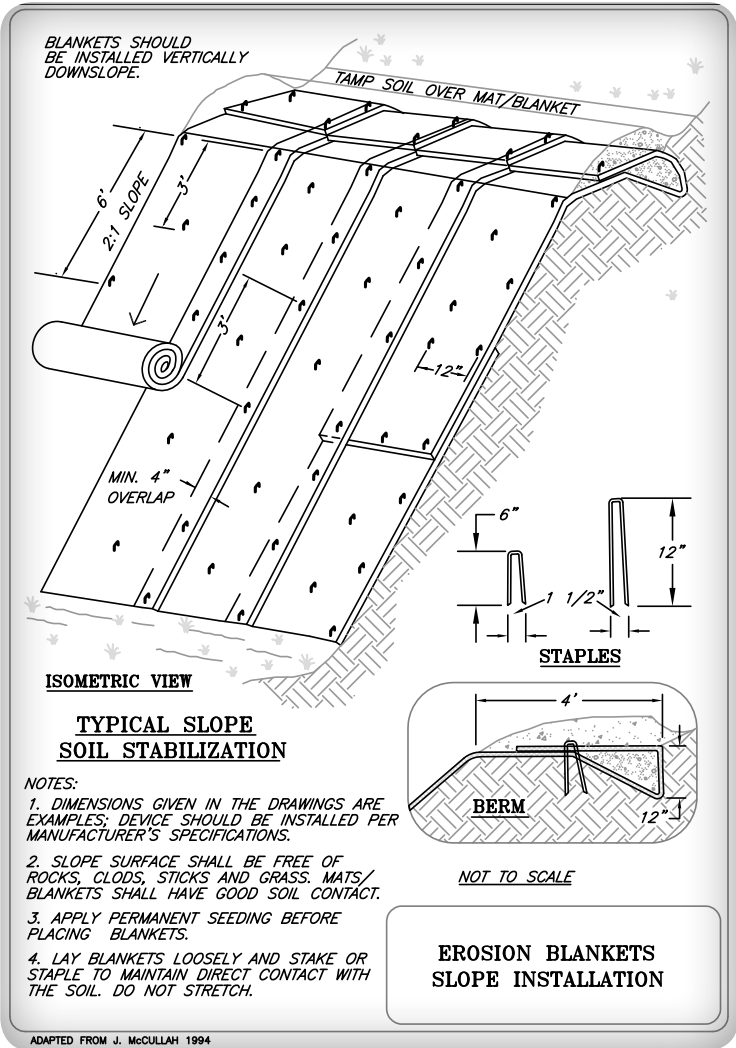 BLANKETS SHOULD
BE INSTALLED VERTICALLY
DOWNSLOPE.
TAMP SOIL OVER MAT/BLANKET
6'
2:1 SLOPE
3'
3'
12"
MIN. 4"
OVERLAP
6"
12"
1 1/2"
STAPLES
ISOMETRIC VIEW
TYPICAL SLOPE
SOIL STABILIZATION
4'
BERM
12"
NOT TO SCALE
NOTES:
1. DIMENSIONS GIVEN IN THE DRAWINGS ARE
EXAMPLES; DEVICE SHOULD BE INSTALLED PER
MANUFACTURER'S SPECIFICATIONS.
2. SLOPE SURFACE SHALL BE FREE OF
ROCKS, CLODS, STICKS AND GRASS. MATS/
BLANKETS SHALL HAVE GOOD SOIL CONTACT.
3. APPLY PERMANENT SEEDING BEFORE
PLACING BLANKETS.
4. LAY BLANKETS LOOSELY AND STAKE OR
STAPLE TO MAINTAIN DIRECT CONTACT WITH
THE SOIL. DO NOT STRETCH.
EROSION BLANKETS
SLOPE INSTALLATION
ADAPTED FROM J. McCULLAH 1994